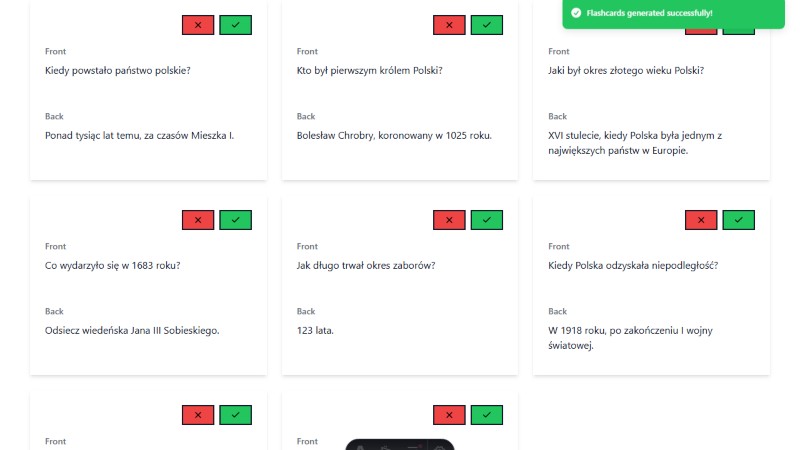 Flashcards generated successfully!
Front
Kiedy powstało państwo polskie?
Back
Ponad tysiąc lat temu, za czasów Mieszka I.
Front
Kto był pierwszym królem Polski?
Back
Bolesław Chrobry, koronowany w 1025 roku.
Front
Jaki był okres złotego wieku Polski?
Back
XVI stulecie, kiedy Polska była jednym z
największych państw w Europie.
Front
Co wydarzyło się w 1683 roku?
Back
Odsiecz wiedeńska Jana III Sobieskiego.
Front
Jak długo trwał okres zaborów?
Back
123 lata.
Front
Kiedy Polska odzyskała niepodległość?
Back
W 1918 roku, po zakończeniu I wojny
światowej.
Front
Front